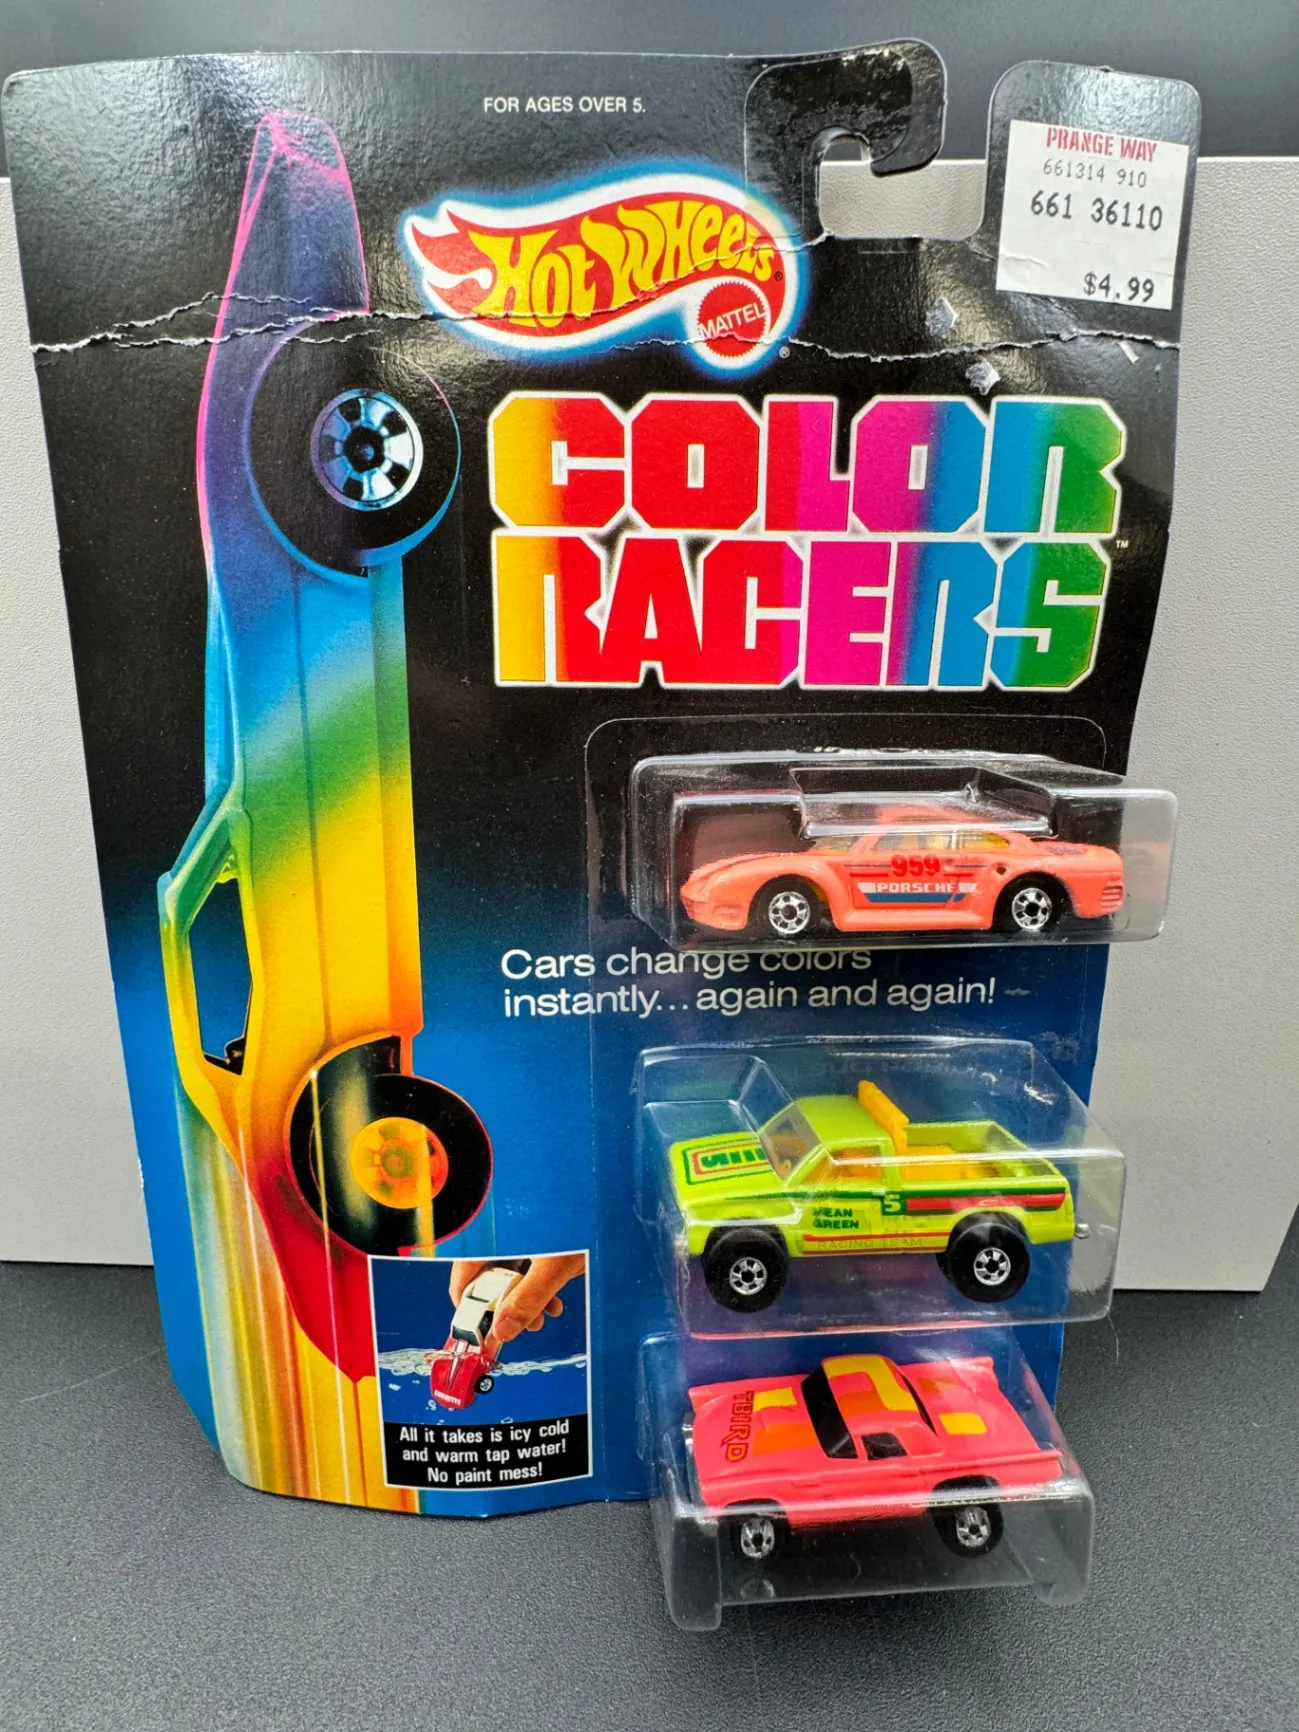 FOR AGES OVER 5.
PRANGE WAY
661314 910
661 36110
$4.99
HOT WHEELS®
MATTEL
®
COLOR
RACERS™
959
PORSCHE
Cars change colors
instantly...again and again!
5
MEAN
GREEN
RACING TEAM
TBIRD
CORVETTE
All it takes is icy cold
and warm tap water!
No paint mess!